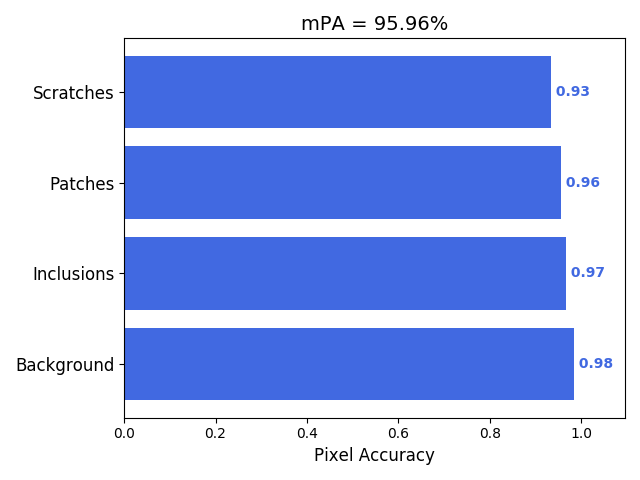 mPA = 95.96%
Scratches
0.93
Patches
0.96
Inclusions
0.97
Background
0.98
0.0 0.2 0.4 0.6 0.8 1.0
Pixel Accuracy